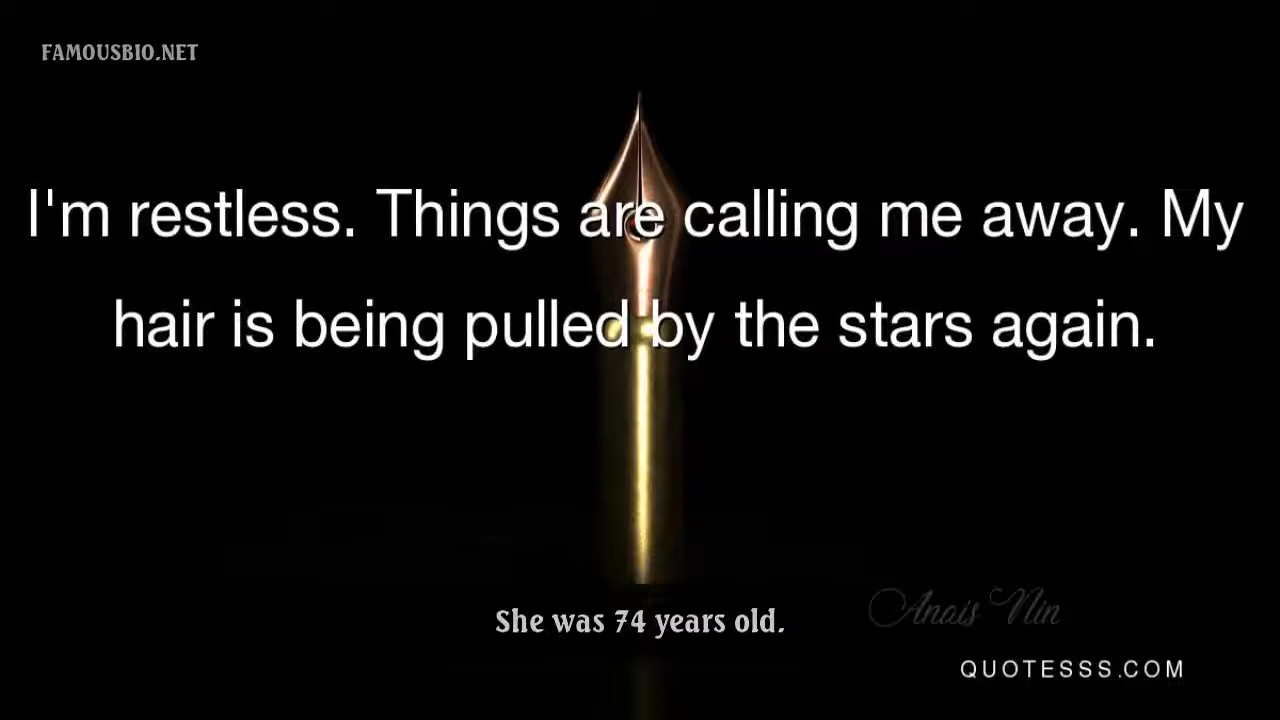 FAMOUSBIO.NET
I'm restless. Things are calling me away. My
hair is being pulled by the stars again.
Anais Nin
She was 74 years old.
QUOTESSS.COM